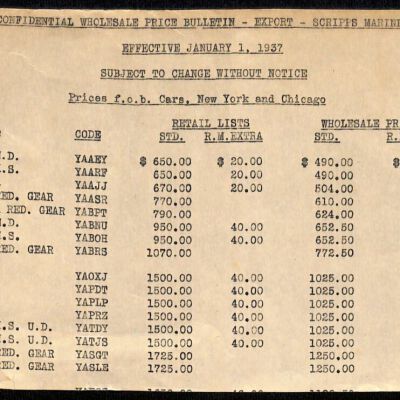 CONFIDENTIAL WHOLESALE PRICE BULLETIN - EXPORT - SCRIPPS MARINE
EFFECTIVE JANUARY 1, 1937
SUBJECT TO CHANGE WITHOUT NOTICE
Prices f.o.b. Cars, New York and Chicago
RETAIL LISTS WHOLESALE PR
CODE STD. R.M.EXTRA STD. R.
.D. YAAEY $ 650.00 $ 20.00 $ 490.00 $
.S. YAARF 650.00 20.00 490.00
YAAJJ 670.00 20.00 504.00
RED. GEAR YAASR 770.00 610.00
RED. GEAR YABPT 790.00 624.00
.D. YABNU 950.00 40.00 652.50
.S. YABOH 950.00 40.00 652.50
RED. GEAR YABRS 1070.00 772.50
YAOXJ 1500.00 40.00 1025.00
YAPDT 1500.00 40.00 1025.00
YAPLP 1500.00 40.00 1025.00
YAPRZ 1500.00 40.00 1025.00
.S. U.D. YATDY 1500.00 40.00 1025.00
.S. YATJS 1500.00 40.00 1025.00
RED. GEAR YASGT 1725.00 1250.00
RED. GEAR YASLE 1725.00 1250.00